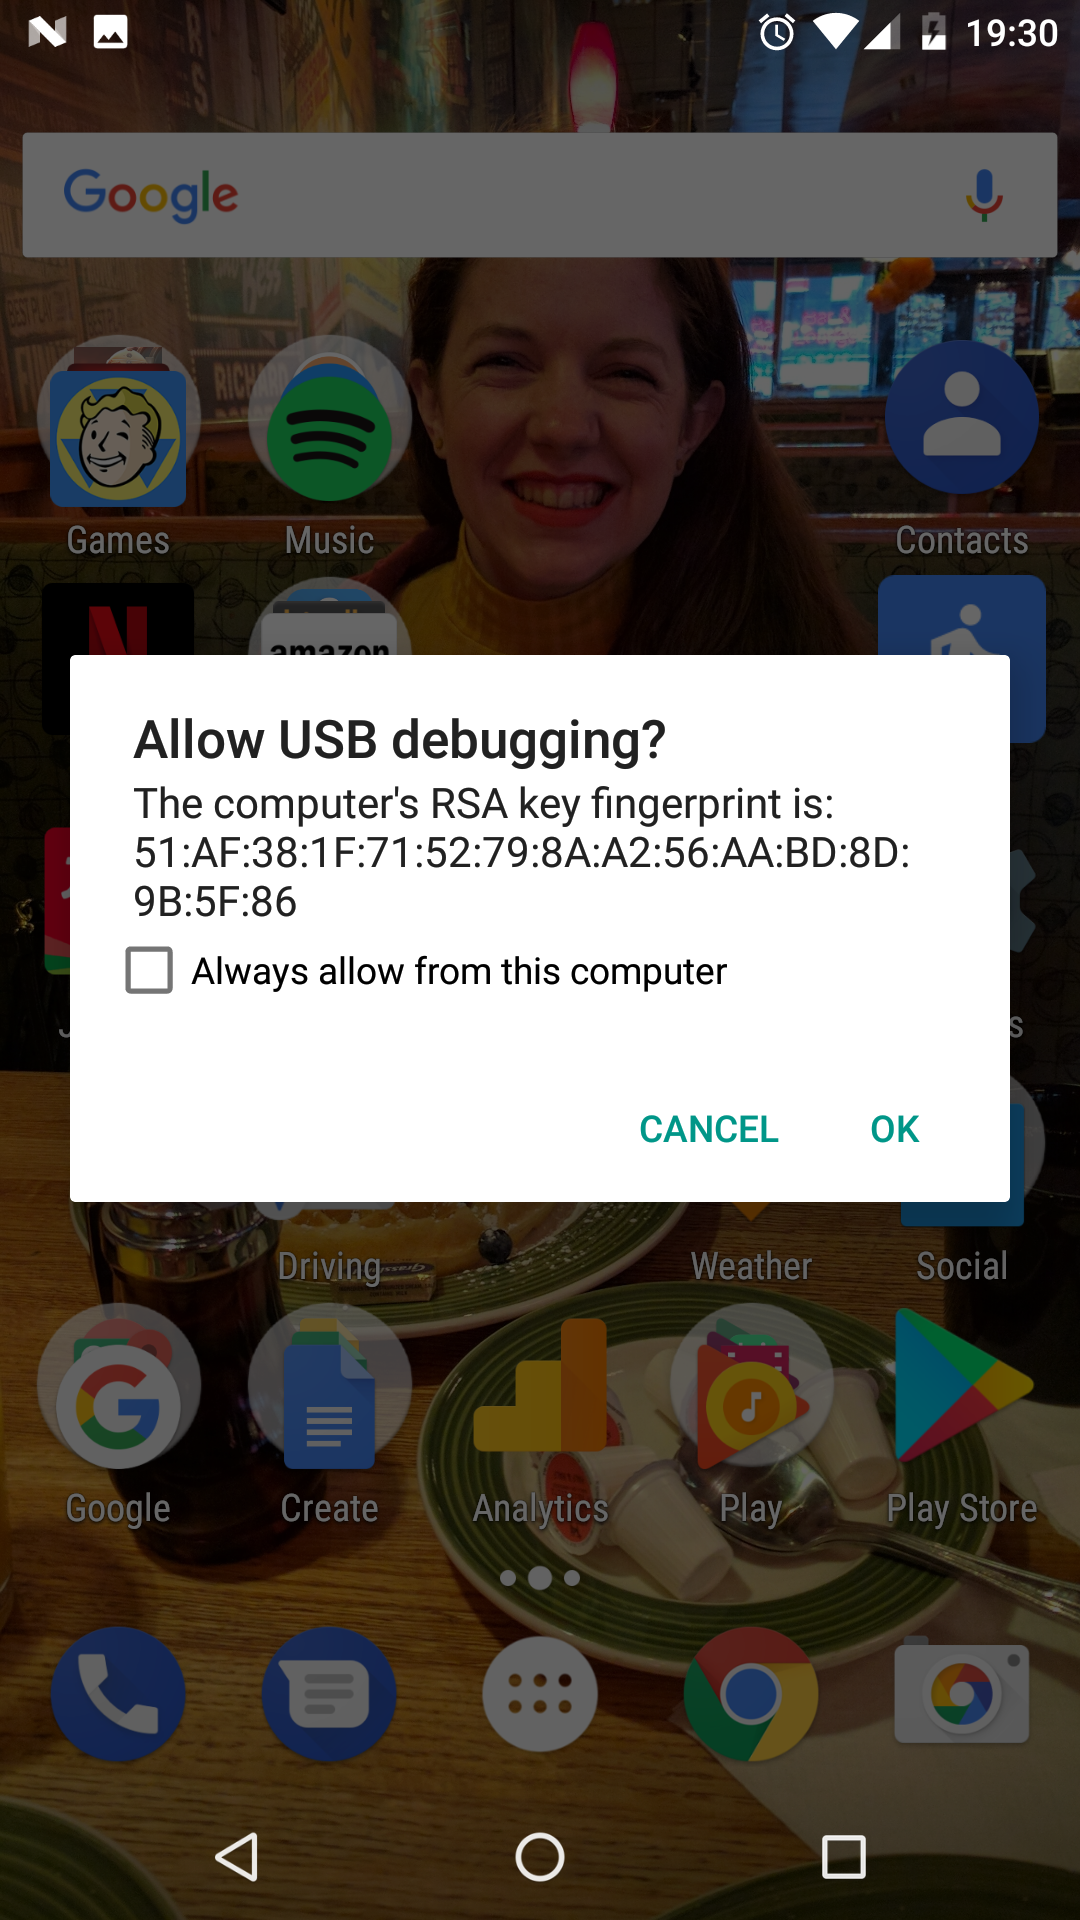 19:30
Google
Games
Music
Contacts
amazon
Allow USB debugging?
The computer's RSA key fingerprint is:
51:AF:38:1F:71:52:79:8A:A2:56:AA:BD:8D:
9B:5F:86
Always allow from this computer
CANCEL
OK
Driving
Weather
Social
Google
Create
Analytics
Play
Play Store